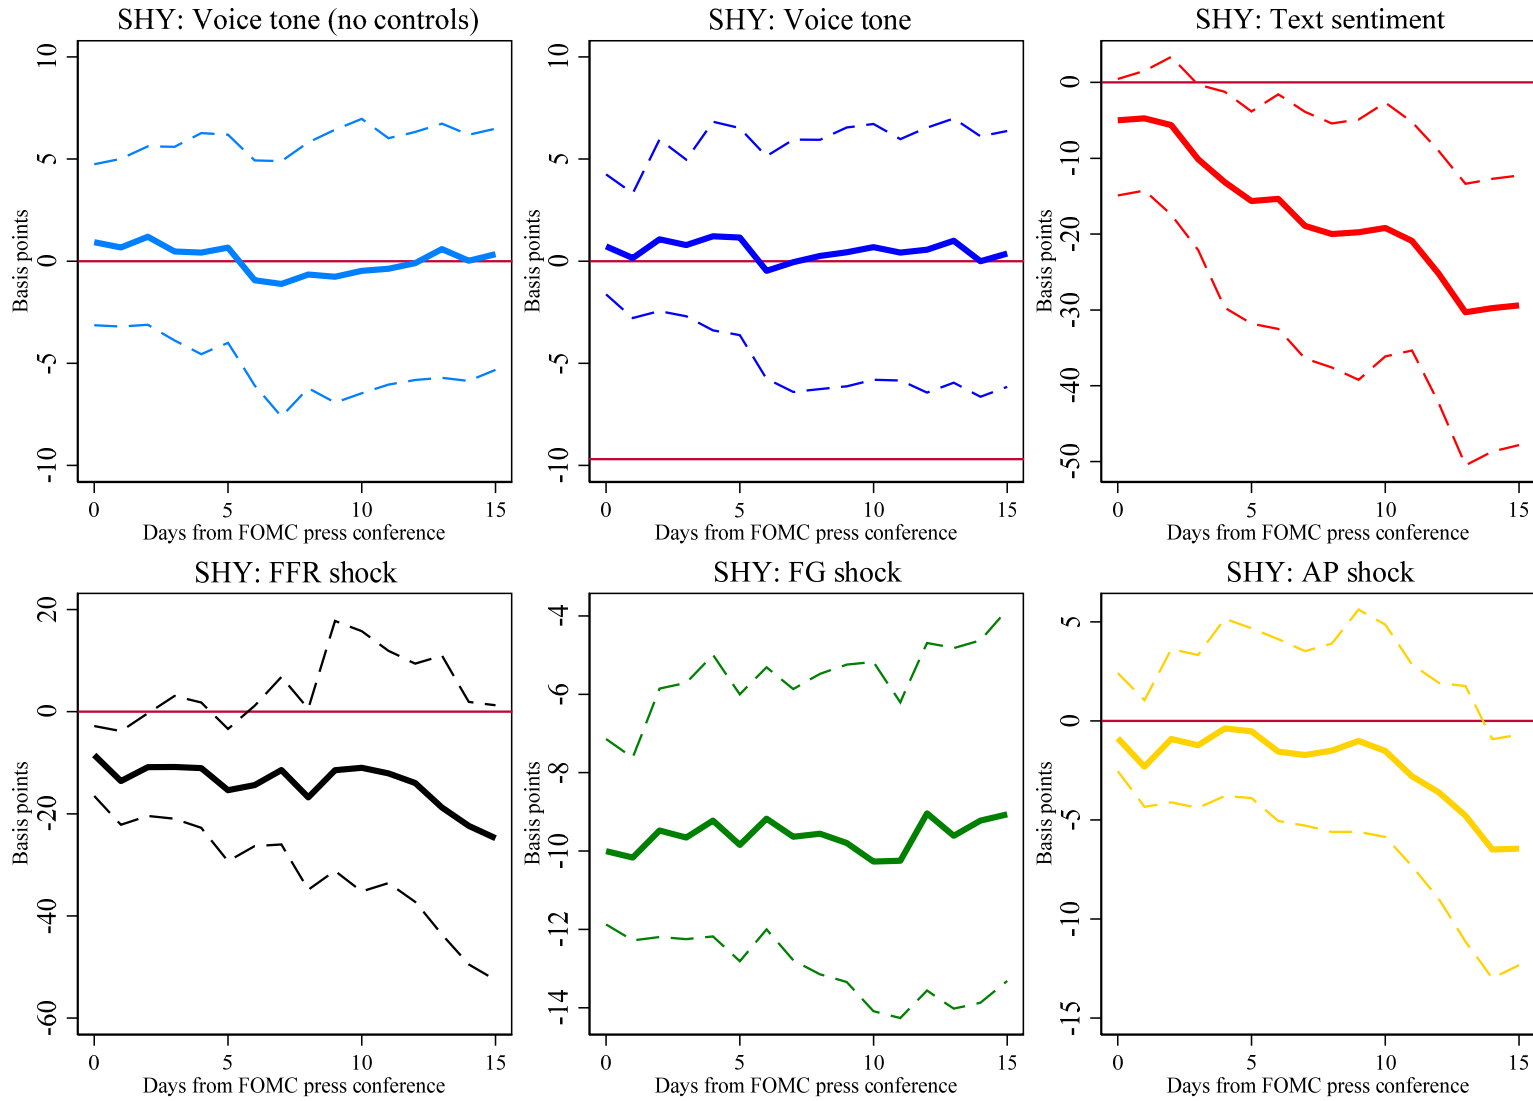 SHY: Voice tone (no controls)
10
5
0
-5
-10
Basis points
0 5 10 15
Days from FOMC press conference
SHY: Voice tone
10
5
0
-5
-10
Basis points
0 5 10 15
Days from FOMC press conference
SHY: Text sentiment
0
-10
-20
-30
-40
-50
Basis points
0 5 10 15
Days from FOMC press conference
SHY: FFR shock
20
0
-20
-40
-60
Basis points
0 5 10 15
Days from FOMC press conference
SHY: FG shock
-4
-6
-8
-10
-12
-14
Basis points
0 5 10 15
Days from FOMC press conference
SHY: AP shock
5
0
-5
-10
-15
Basis points
0 5 10 15
Days from FOMC press conference